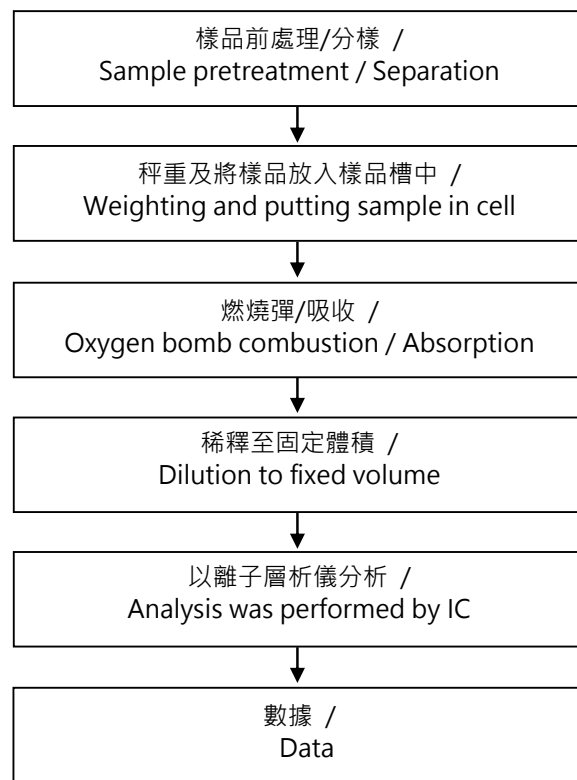 樣品前處理/分樣 /
Sample pretreatment / Separation
秤重及將樣品放入樣品槽中 /
Weighting and putting sample in cell
燃燒彈/吸收 /
Oxygen bomb combustion / Absorption
稀釋至固定體積 /
Dilution to fixed volume
以離子層析儀分析 /
Analysis was performed by IC
數據 /
Data